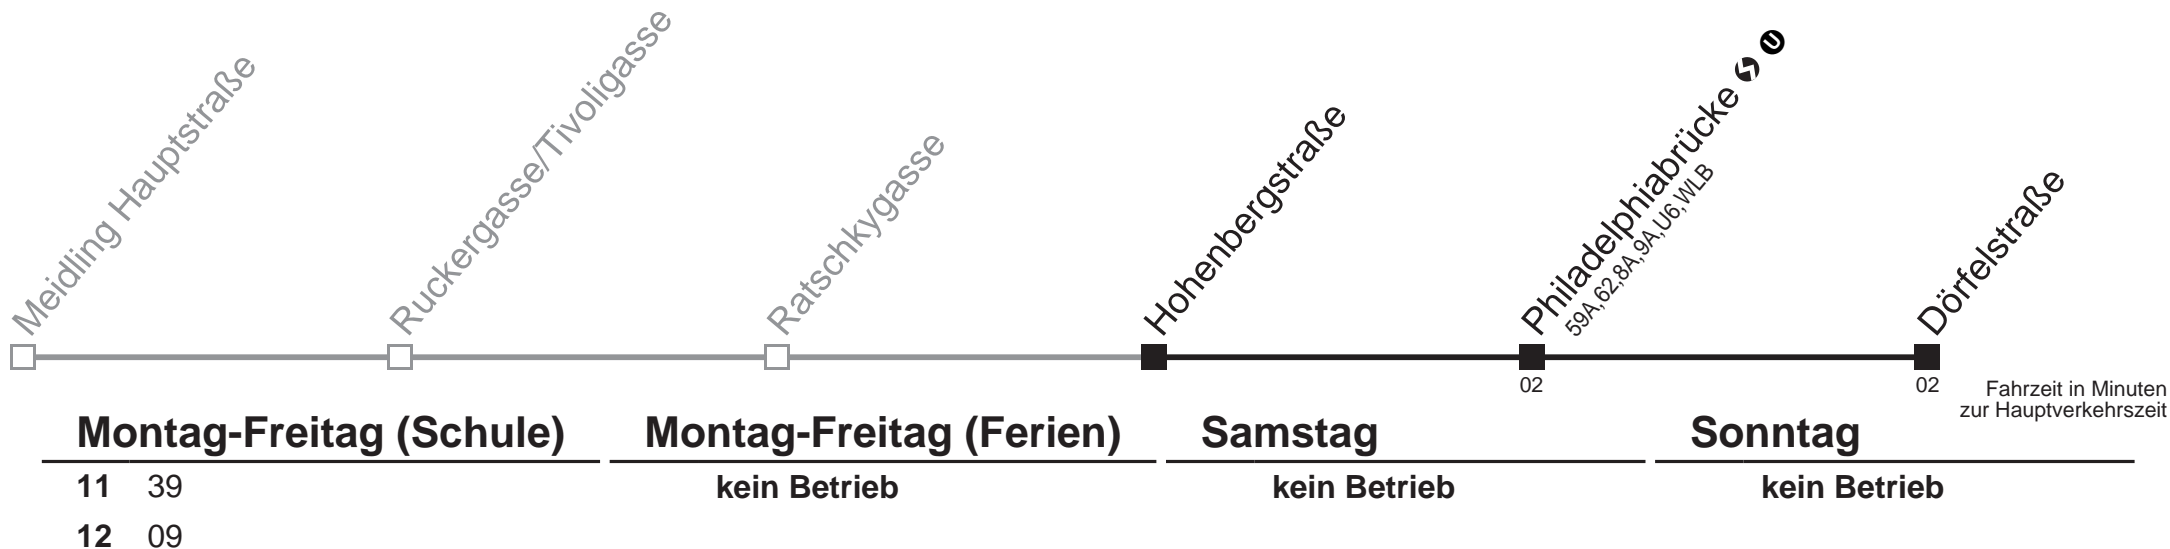 Meidling Hauptstraße
Ruckergasse/Tivoligasse
Ratschkygasse
Hohenbergstraße
Philadelphiabrücke U
59A,62,8A,9A,U6,WLB
Dörfelstraße
02
02
Fahrzeit in Minuten
zur Hauptverkehrszeit
Montag-Freitag (Schule)
11 39
12 09
Montag-Freitag (Ferien)
kein Betrieb
Samstag
kein Betrieb
Sonntag
kein Betrieb